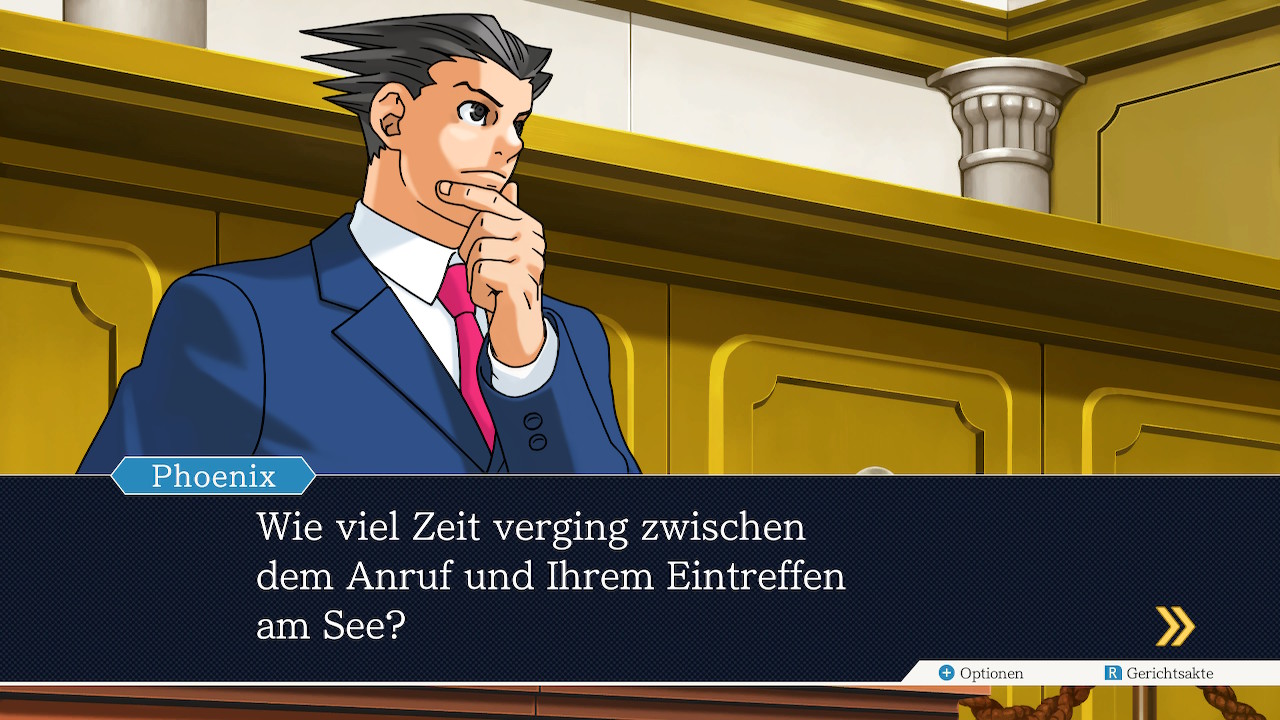 Phoenix
Wie viel Zeit verging zwischen
dem Anruf und Ihrem Eintreffen
am See?
+ Optionen
R Gerichtsakte